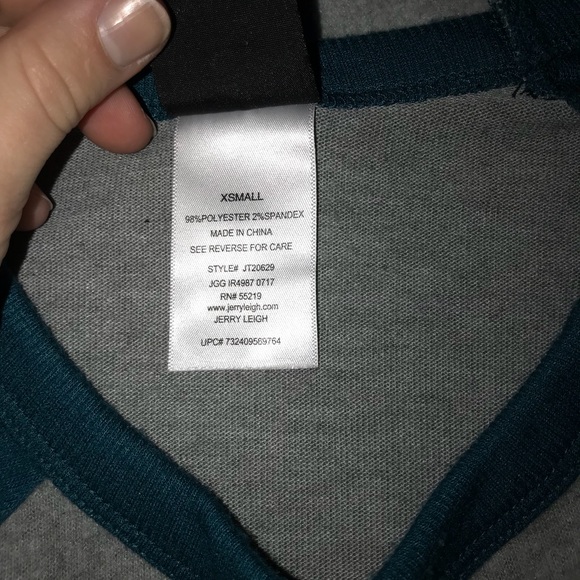 XSMALL
98%POLYESTER 2%SPANDEX
MADE IN CHINA
SEE REVERSE FOR CARE
STYLE# JT20629
JGG IR4987 0717
RN# 55219
www.jerryleigh.com
JERRY LEIGH
UPC# 732409569764